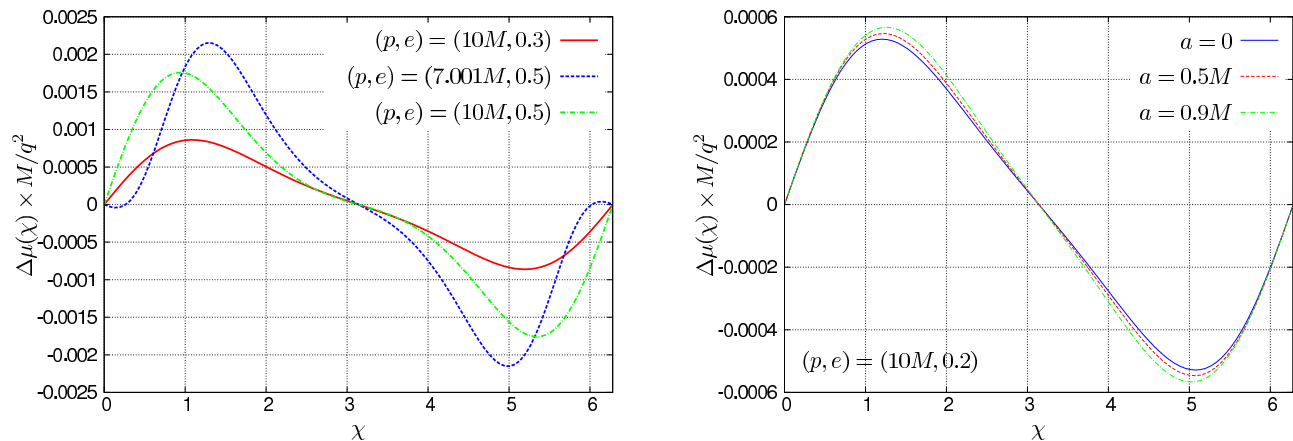 0.0025
0.002
0.0015
0.001
0.0005
0
-0.0005
-0.001
-0.0015
-0.002
-0.0025
Δμ(χ) × M/q²
(p, e) = (10M, 0.3)
(p, e) = (7.001M, 0.5)
(p, e) = (10M, 0.5)
0 1 2 3 4 5 6
χ
0.0006
0.0004
0.0002
0
-0.0002
-0.0004
-0.0006
Δμ(χ) × M/q²
a = 0
a = 0.5M
a = 0.9M
(p, e) = (10M, 0.2)
0 1 2 3 4 5 6
χ